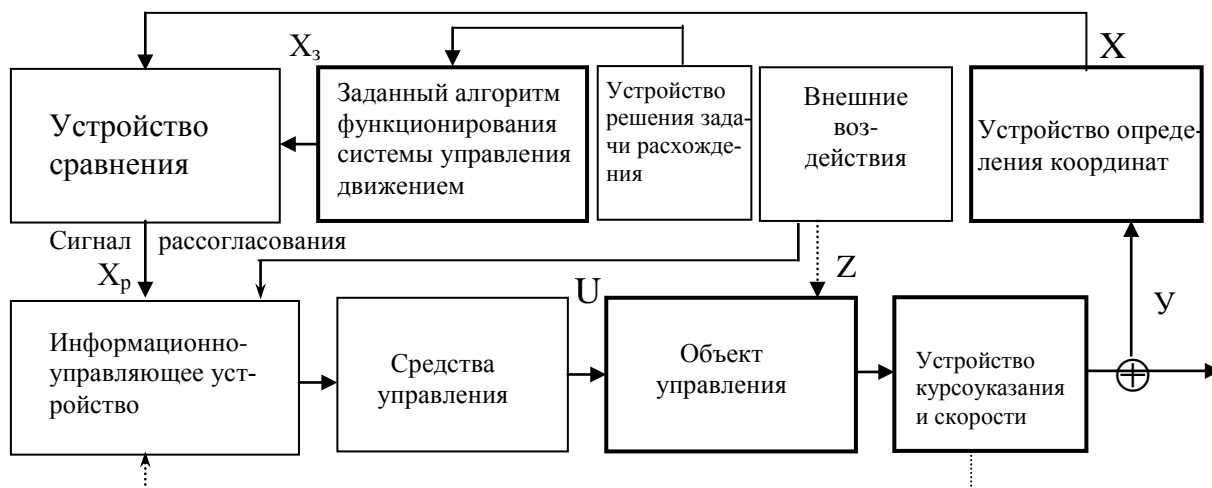 X
Xз
Устройство
сравнения
Заданный алгоритм
функционирования
системы управления
движением
Устройство
решения зада-
чи расхожде-
ния
Внешние
воз-
действия
Устройство опреде-
ления координат
Сигнал рассогласования
Xр
U
Z
У
Информационно-
управляющее уст-
ройство
Средства
управления
Объект
управления
Устройство
курсоуказания
и скорости